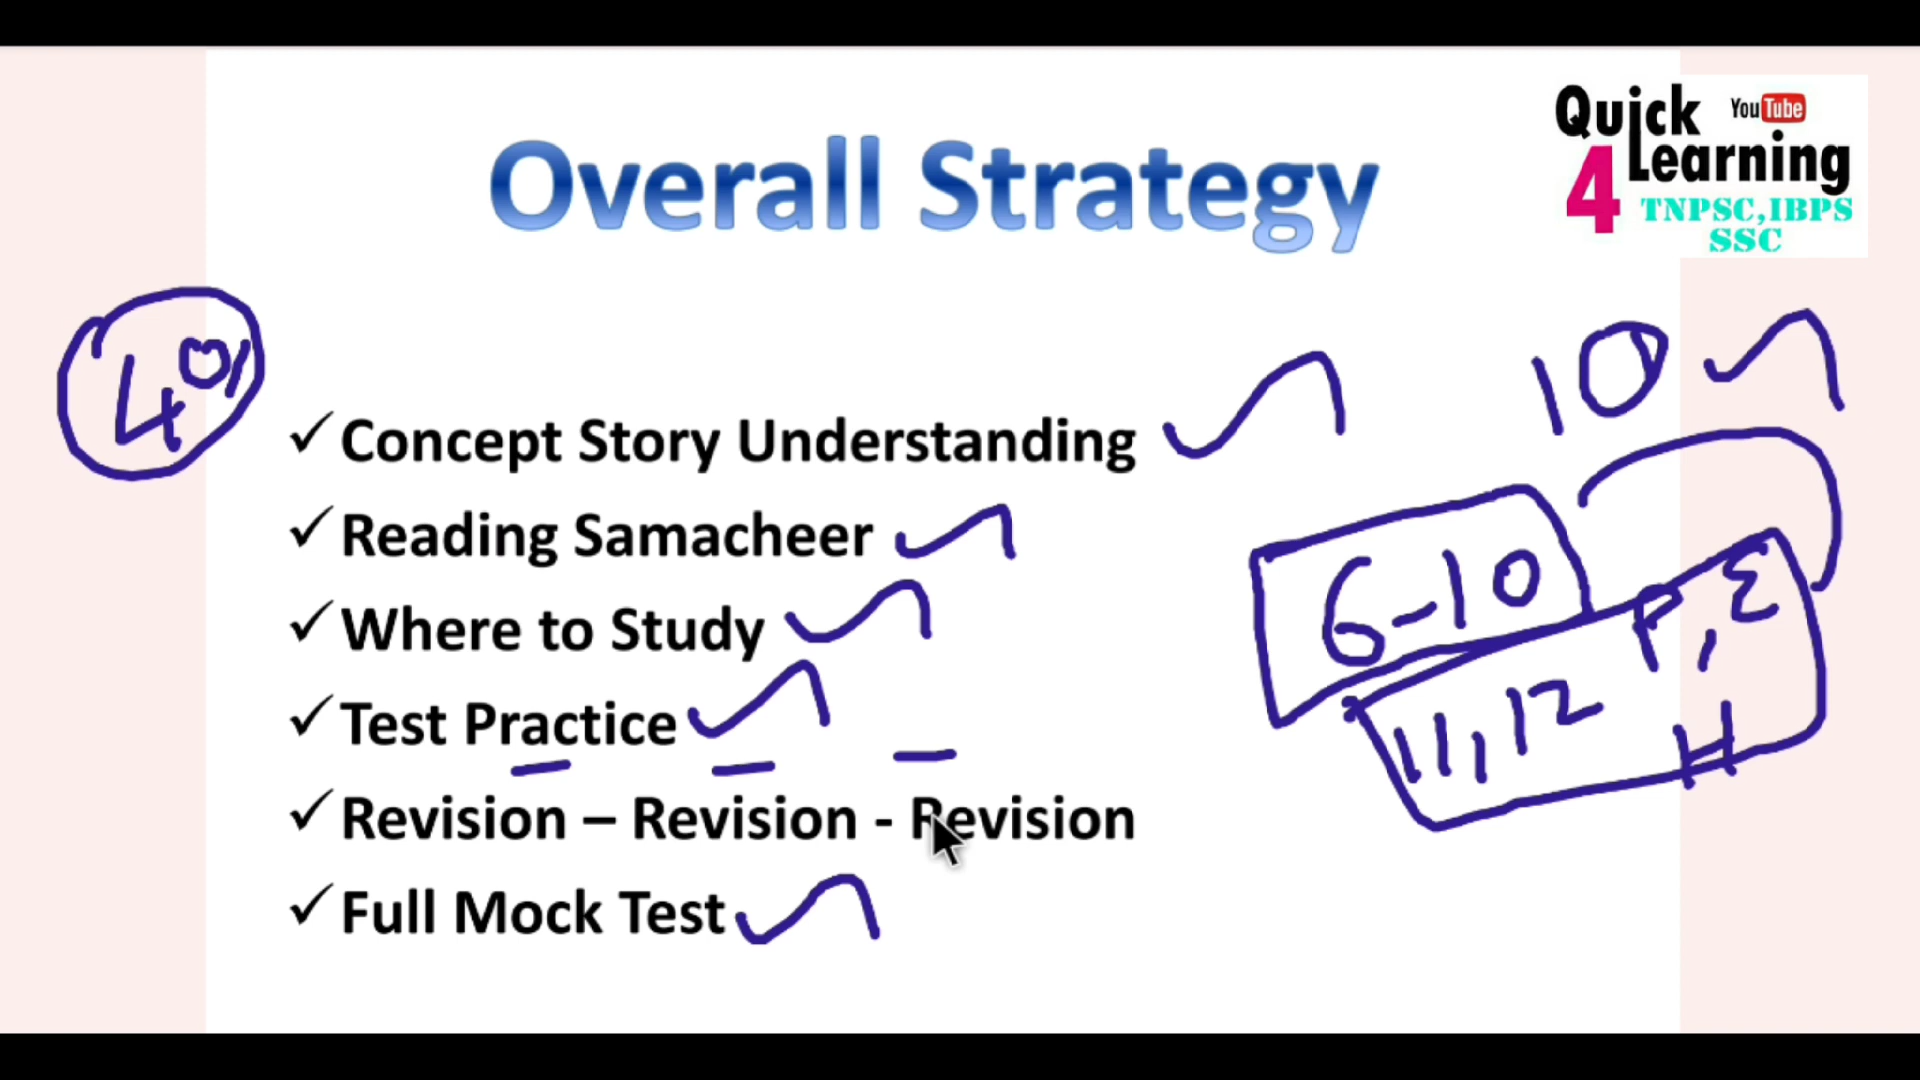 Overall Strategy
Quick YouTube
4 Learning
TNPSC,IBPS
SSC
40
10
✓ Concept Story Understanding
✓ Reading Samacheer
6-10
✓ Where to Study
P, E
✓ Test Practice
11, 12 H
✓ Revision – Revision - Revision
✓ Full Mock Test